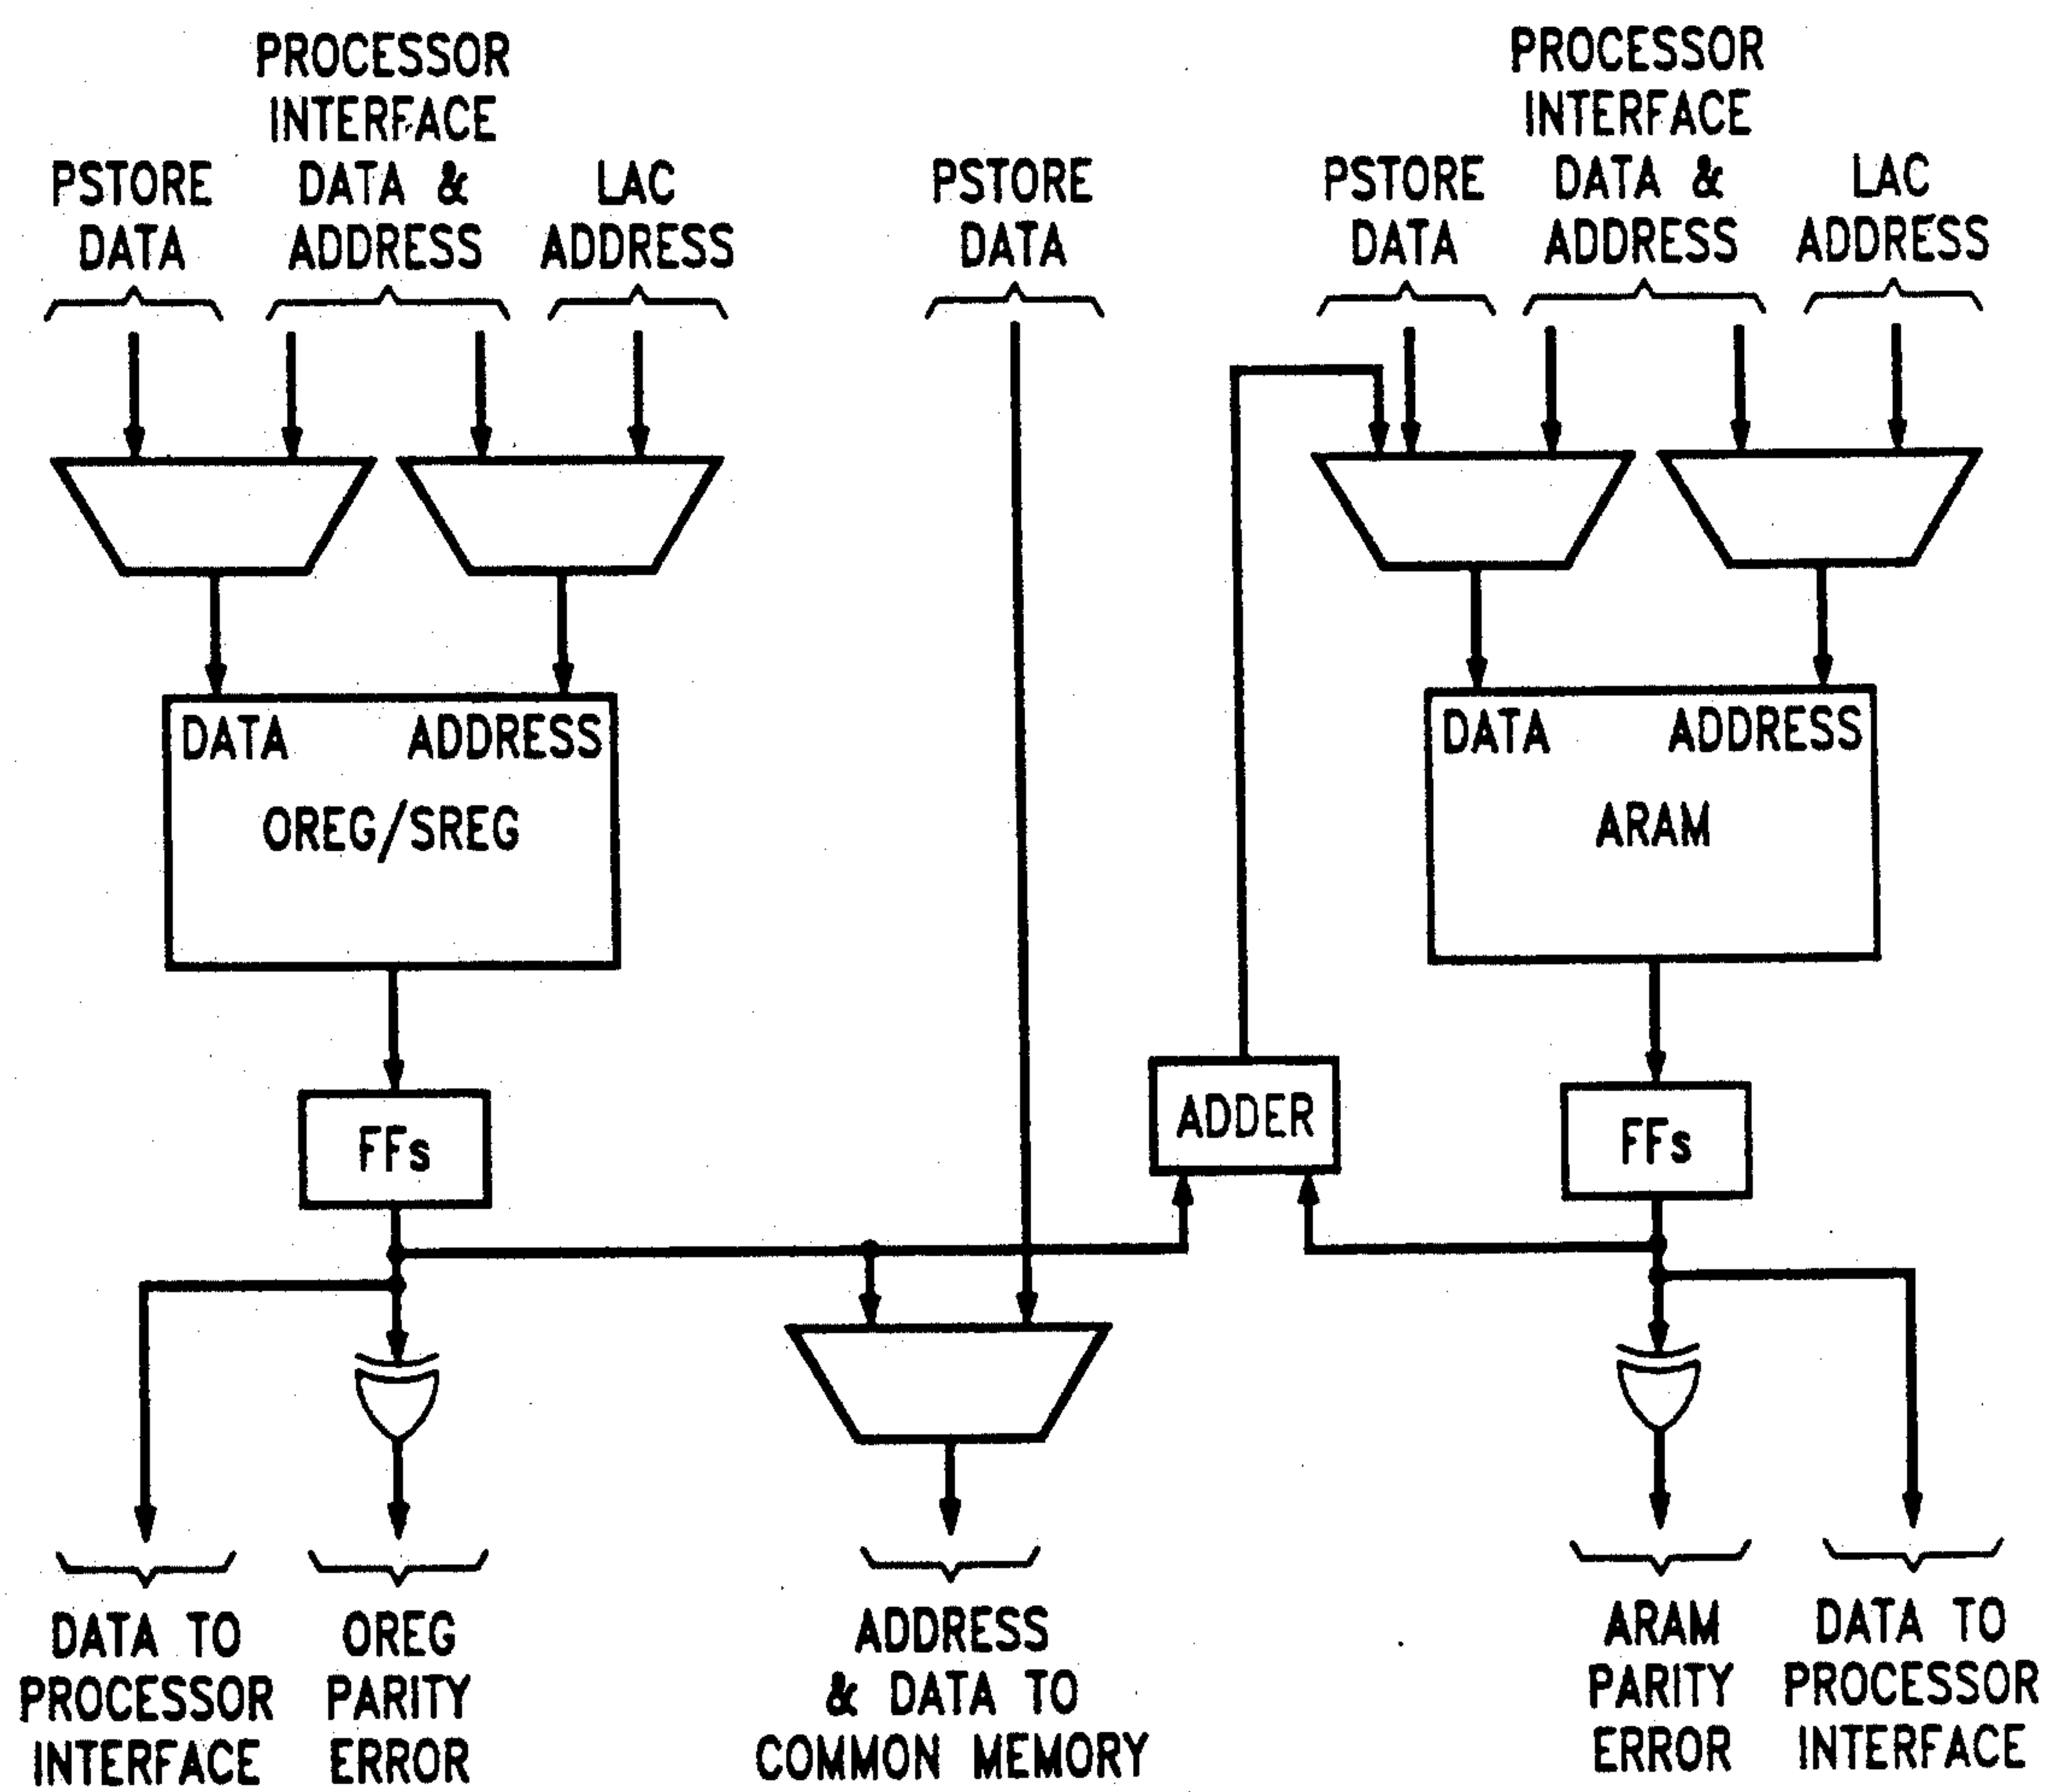 PROCESSOR
INTERFACE
PSTORE DATA & LAC
DATA ADDRESS ADDRESS
PSTORE
DATA
PROCESSOR
INTERFACE
PSTORE DATA & LAC
DATA ADDRESS ADDRESS
DATA ADDRESS
OREG/SREG
DATA ADDRESS
ARAM
FFs
ADDER
FFs
DATA TO
PROCESSOR
INTERFACE
OREG
PARITY
ERROR
ADDRESS
& DATA TO
COMMON MEMORY
ARAM
PARITY
ERROR
DATA TO
PROCESSOR
INTERFACE